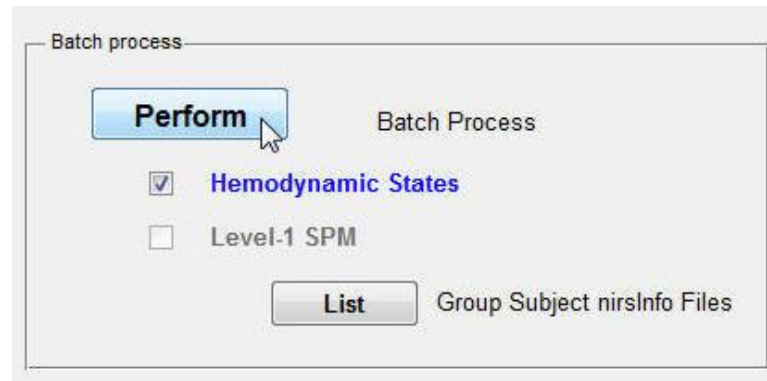 Batch process
Perform Batch Process
Hemodynamic States
Level-1 SPM
List Group Subject nirsInfo Files